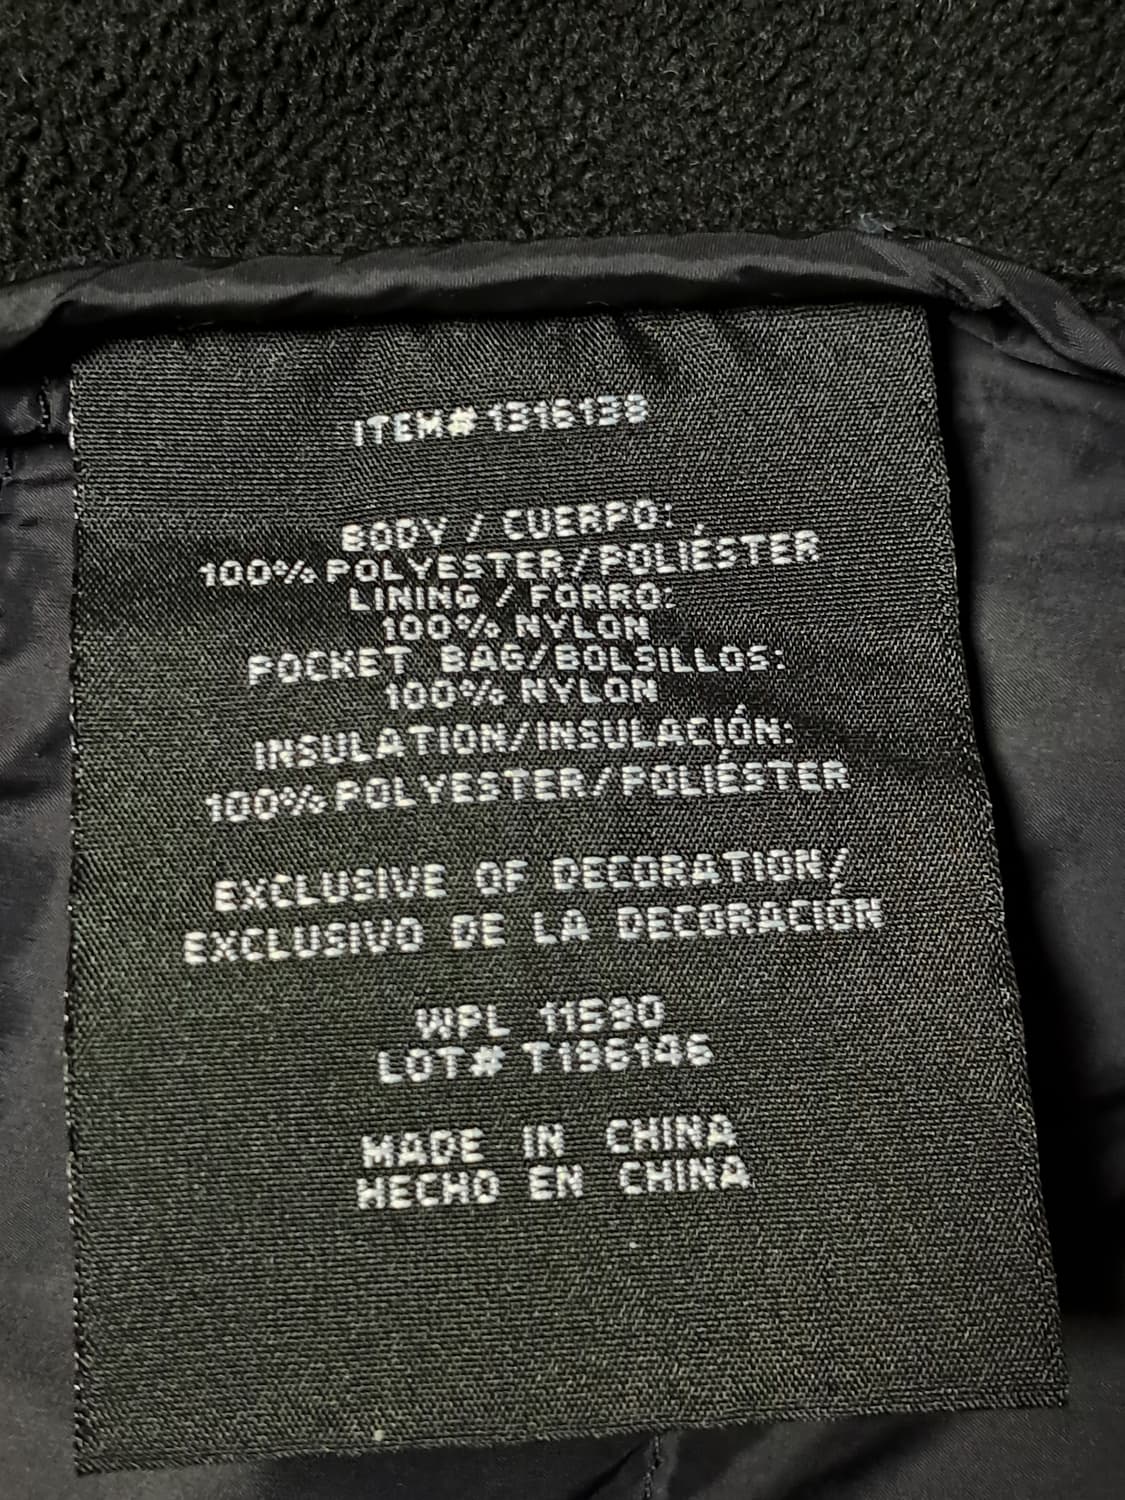 ITEM# 1316138
BODY / CUERPO:
100% POLYESTER/POLIÉSTER
LINING / FORRO:
100% NYLON
POCKET BAG/BOLSILLOS:
100% NYLON
INSULATION/INSULACIÓN:
100% POLYESTER/POLIÉSTER
EXCLUSIVE OF DECORATION/
EXCLUSIVO DE LA DECORACIÓN
WPL 11590
LOT# T196146
MADE IN CHINA
HECHO EN CHINA